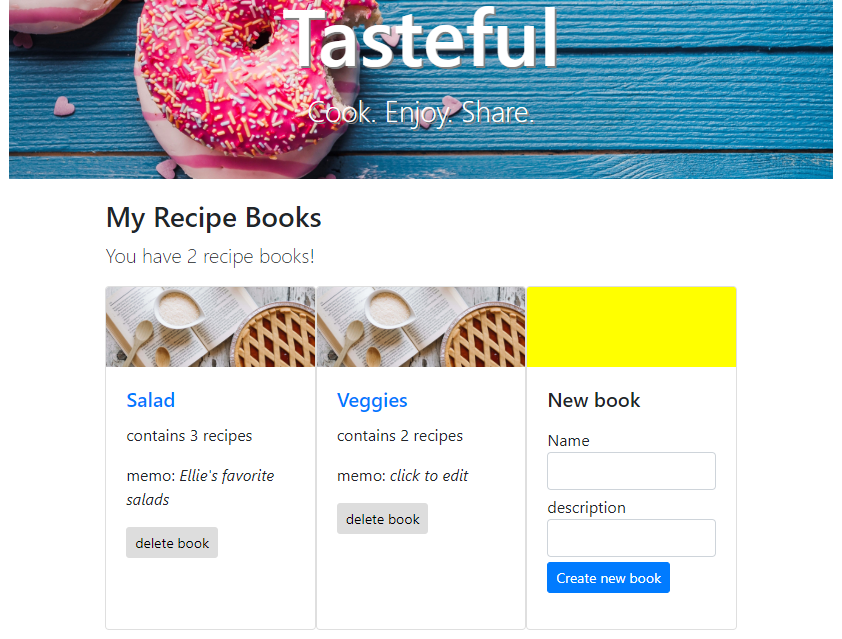 Tasteful
Cook. Enjoy. Share.
My Recipe Books
You have 2 recipe books!
Salad
contains 3 recipes
memo: Ellie's favorite
salads
delete book
Veggies
contains 2 recipes
memo: click to edit
delete book
New book
Name
description
Create new book